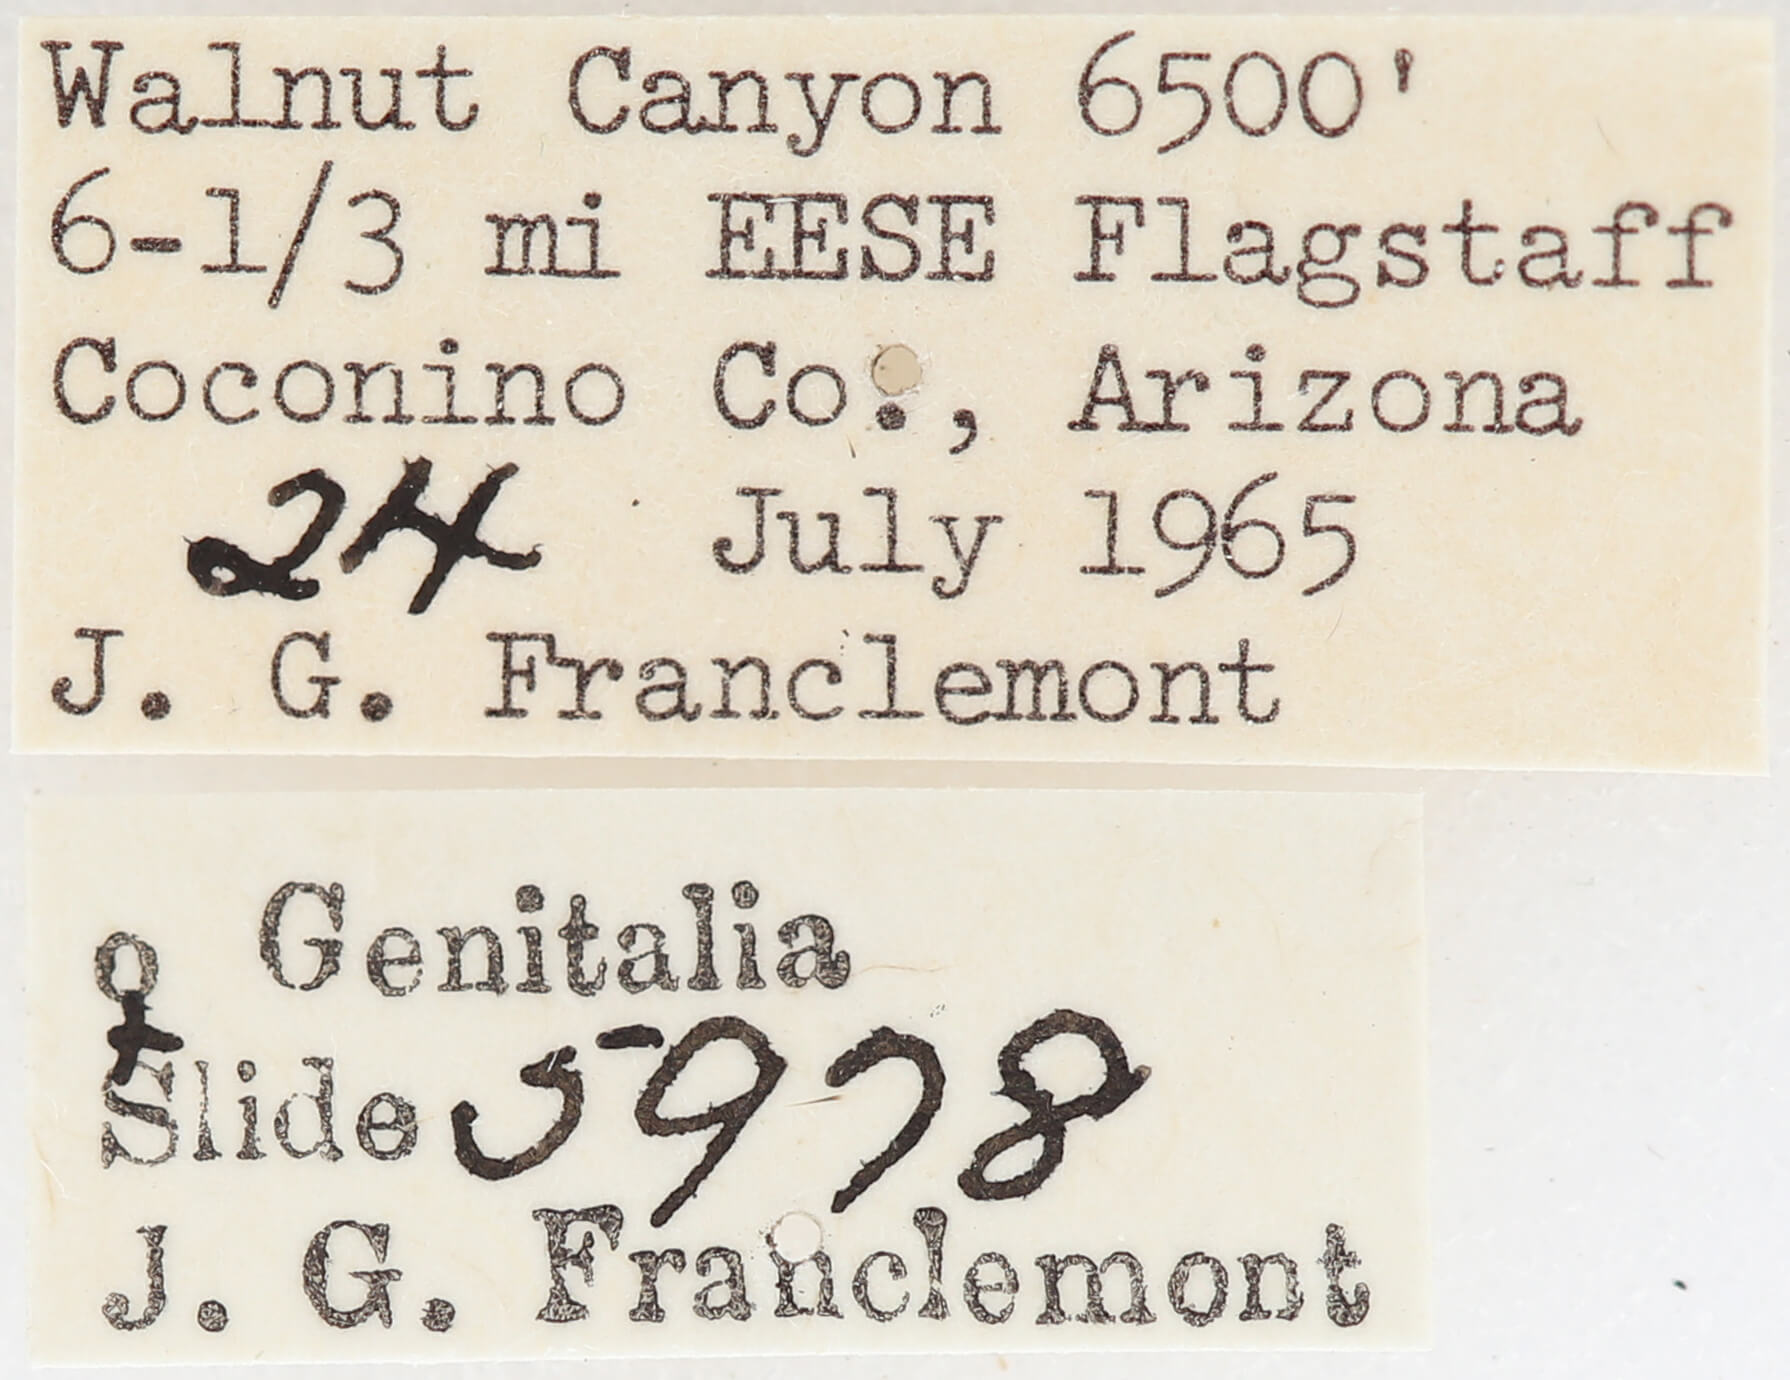 Walnut Canyon 6500'
6-1/3 mi EESE Flagstaff
Coconino Co., Arizona
24 July 1965
J. G. Franclemont
♀ Genitalia
Slide 5978
J. G. Franclemont